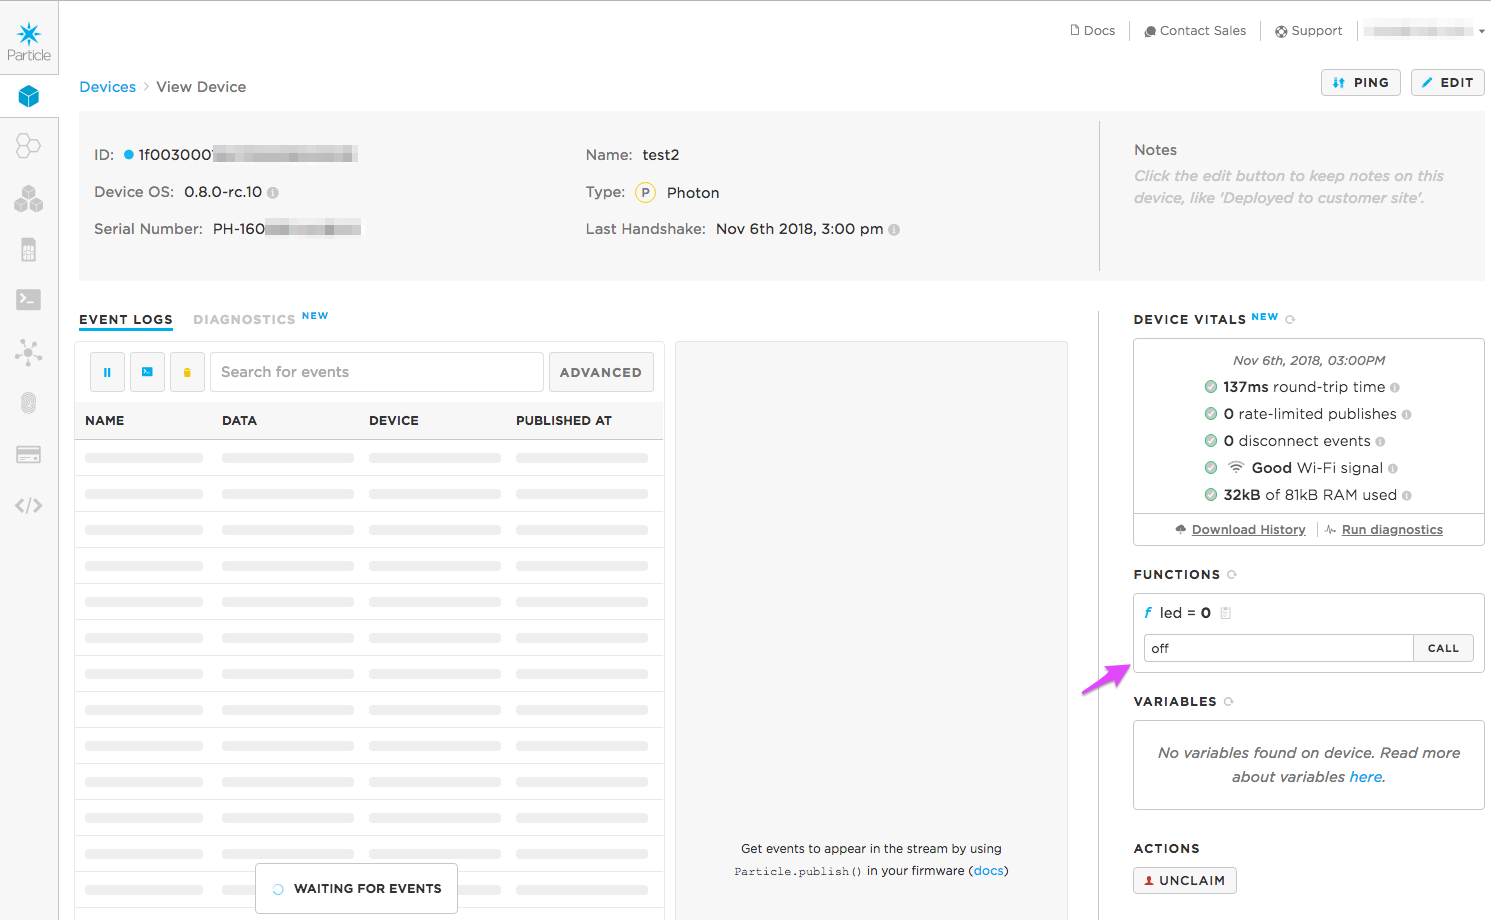 Particle
Docs
Contact Sales
Support
Devices > View Device
PING
EDIT
ID: 1f003000
Name: test2
Notes
Click the edit button to keep notes on this
device, like 'Deployed to customer site'.
Device OS: 0.8.0-rc.10
Type: P Photon
Serial Number: PH-160
Last Handshake: Nov 6th 2018, 3:00 pm
EVENT LOGS
DIAGNOSTICS NEW
Search for events
ADVANCED
NAME DATA DEVICE PUBLISHED AT
WAITING FOR EVENTS
Get events to appear in the stream by using
Particle.publish() in your firmware (docs)
DEVICE VITALS NEW
Nov 6th, 2018, 03:00PM
137ms round-trip time
0 rate-limited publishes
0 disconnect events
Good Wi-Fi signal
32kB of 81kB RAM used
Download History
Run diagnostics
FUNCTIONS
f led = 0
off
CALL
VARIABLES
No variables found on device. Read more
about variables here.
ACTIONS
UNCLAIM